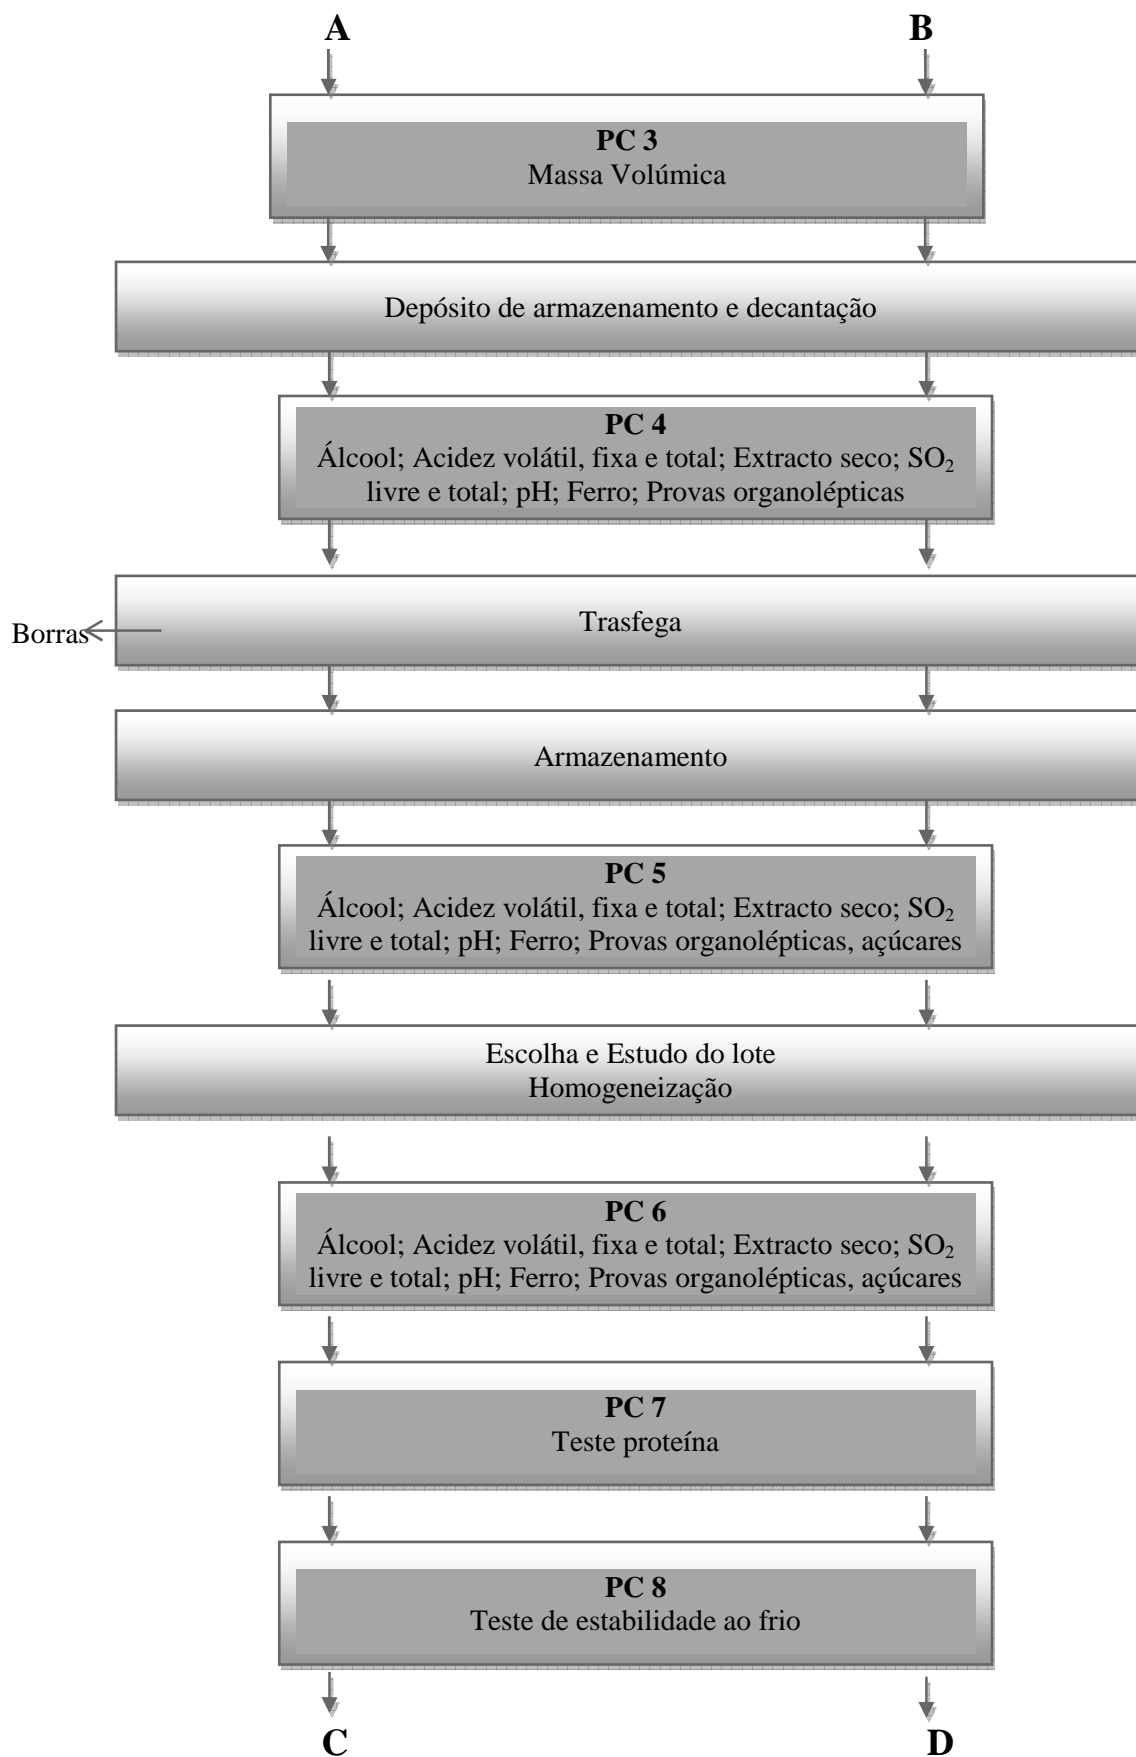 A B
PC 3
Massa Volúmica
Depósito de armazenamento e decantação
PC 4
Álcool; Acidez volátil, fixa e total; Extracto seco; SO₂
livre e total; pH; Ferro; Provas organolépticas
Trasfega
Borras
Armazenamento
PC 5
Álcool; Acidez volátil, fixa e total; Extracto seco; SO₂
livre e total; pH; Ferro; Provas organolépticas, açúcares
Escolha e Estudo do lote
Homogeneização
PC 6
Álcool; Acidez volátil, fixa e total; Extracto seco; SO₂
livre e total; pH; Ferro; Provas organolépticas, açúcares
PC 7
Teste proteína
PC 8
Teste de estabilidade ao frio
C D